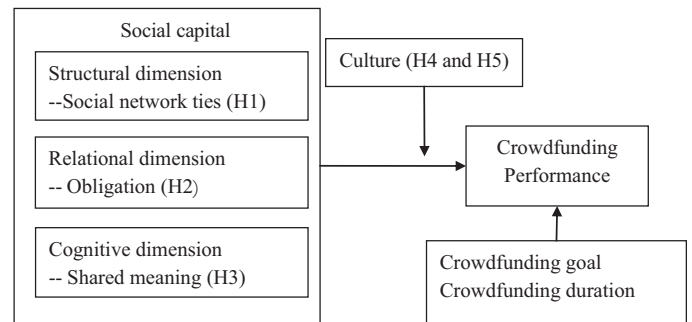 Social capital
Structural dimension
--Social network ties (H1)
Relational dimension
-- Obligation (H2)
Cognitive dimension
-- Shared meaning (H3)
Culture (H4 and H5)
Crowdfunding
Performance
Crowdfunding goal
Crowdfunding duration